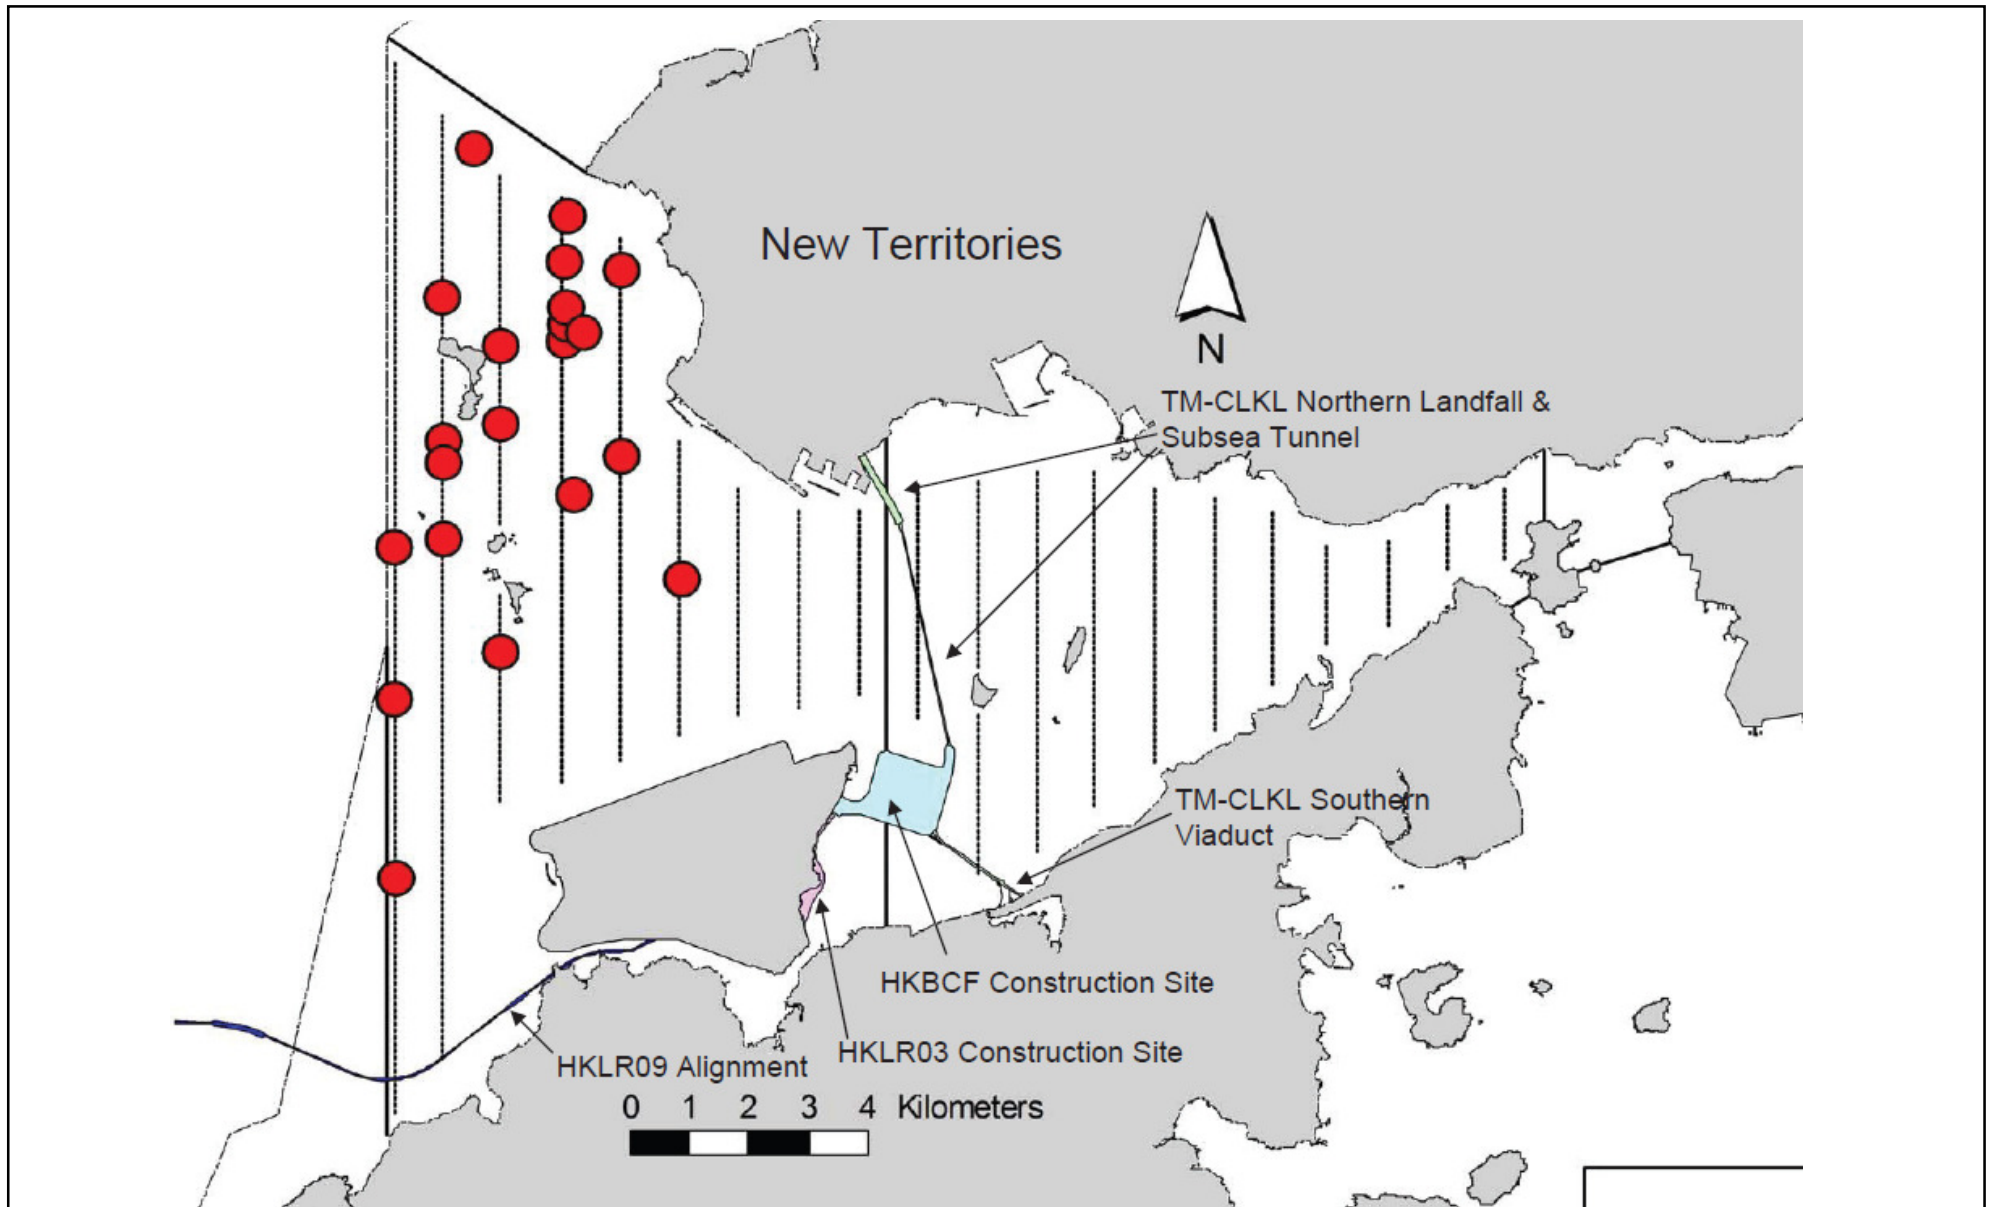 New Territories
N
TM-CLKL Northern Landfall &
Subsea Tunnel
TM-CLKL Southern
Viaduct
HKBCF Construction Site
HKLR03 Construction Site
HKLR09 Alignment
0 1 2 3 4 Kilometers